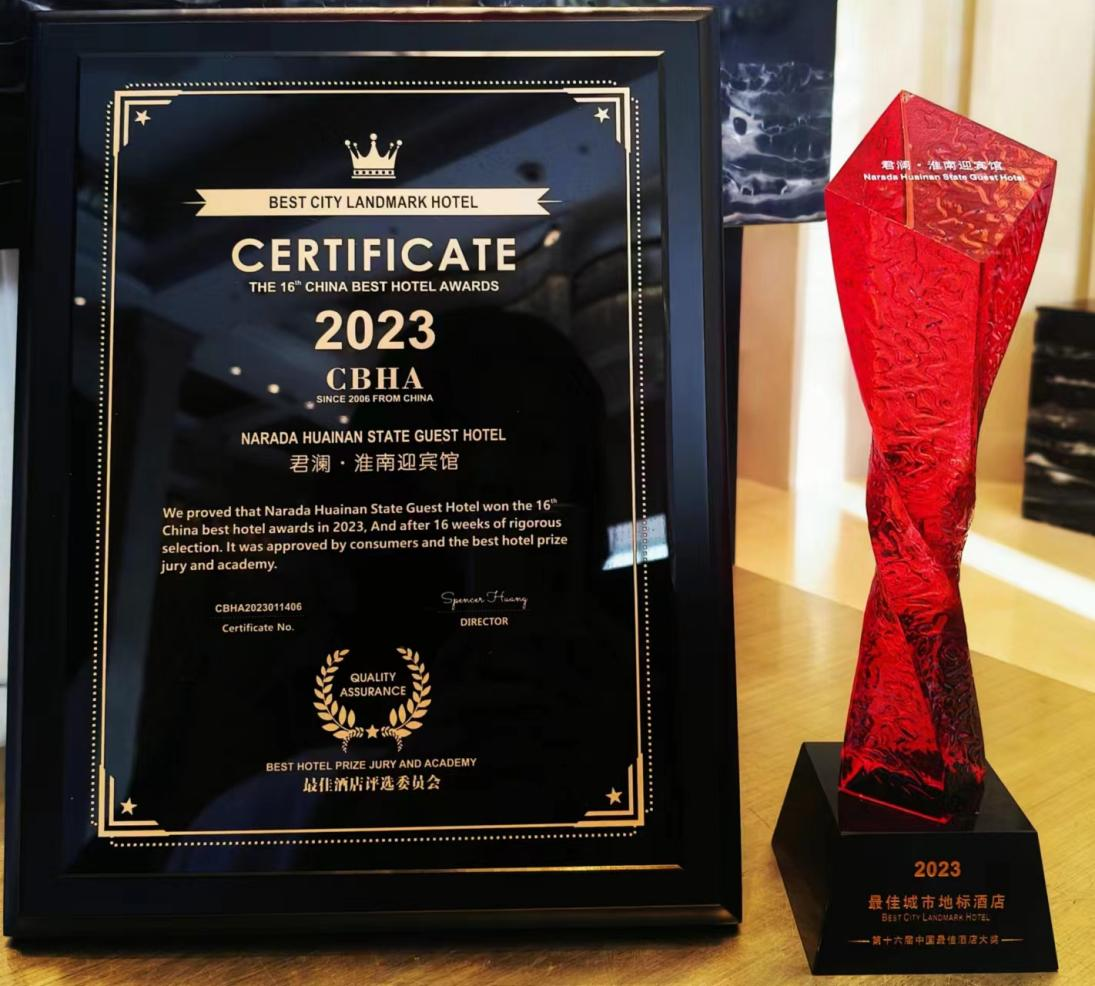 BEST CITY LANDMARK HOTEL
CERTIFICATE
THE 16th CHINA BEST HOTEL AWARDS
2023
CBHA
SINCE 2006 FROM CHINA
NARADA HUAINAN STATE GUEST HOTEL
君澜·淮南迎宾馆
We proved that Narada Huainan State Guest Hotel won the 16th
China best hotel awards in 2023, And after 16 weeks of rigorous
selection. It was approved by consumers and the best hotel prize
jury and academy.
CBHA2023011406
Certificate No.
Spencer Huang
DIRECTOR
QUALITY
ASSURANCE
BEST HOTEL PRIZE JURY AND ACADEMY
最佳酒店评选委员会
君澜·淮南迎宾馆
Narada Huainan State Guest Hotel
2023
最佳城市地标酒店
BEST CITY LANDMARK HOTEL
第十六届中国最佳酒店大奖